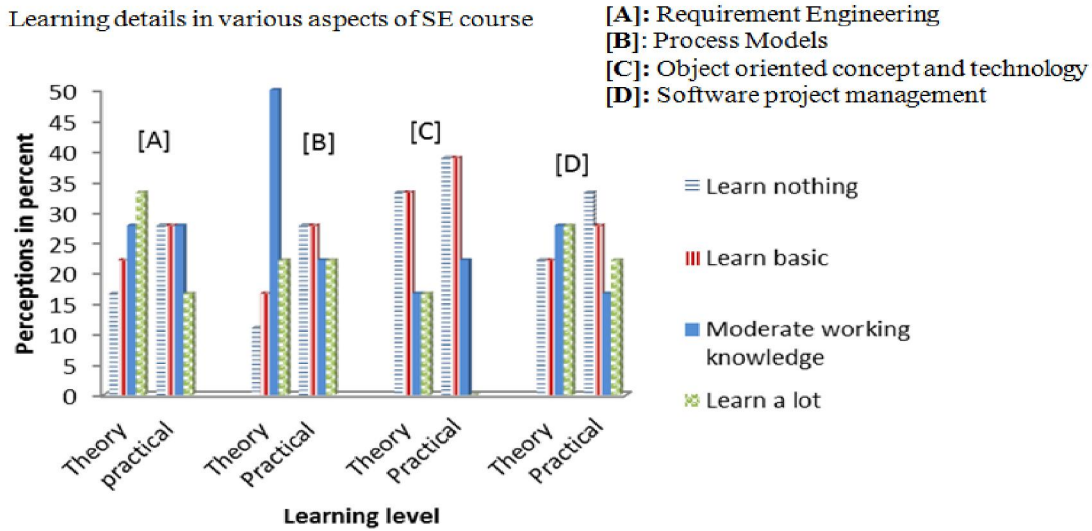 Learning details in various aspects of SE course
[A]: Requirement Engineering
[B]: Process Models
[C]: Object oriented concept and technology
[D]: Software project management
Perceptions in percent
50
45
40
35
30
25
20
15
10
5
0
[A]
[B]
[C]
[D]
Theory
practical
Theory
Practical
Theory
Practical
Theory
Practical
Learning level
Learn nothing
Learn basic
Moderate working
knowledge
Learn a lot